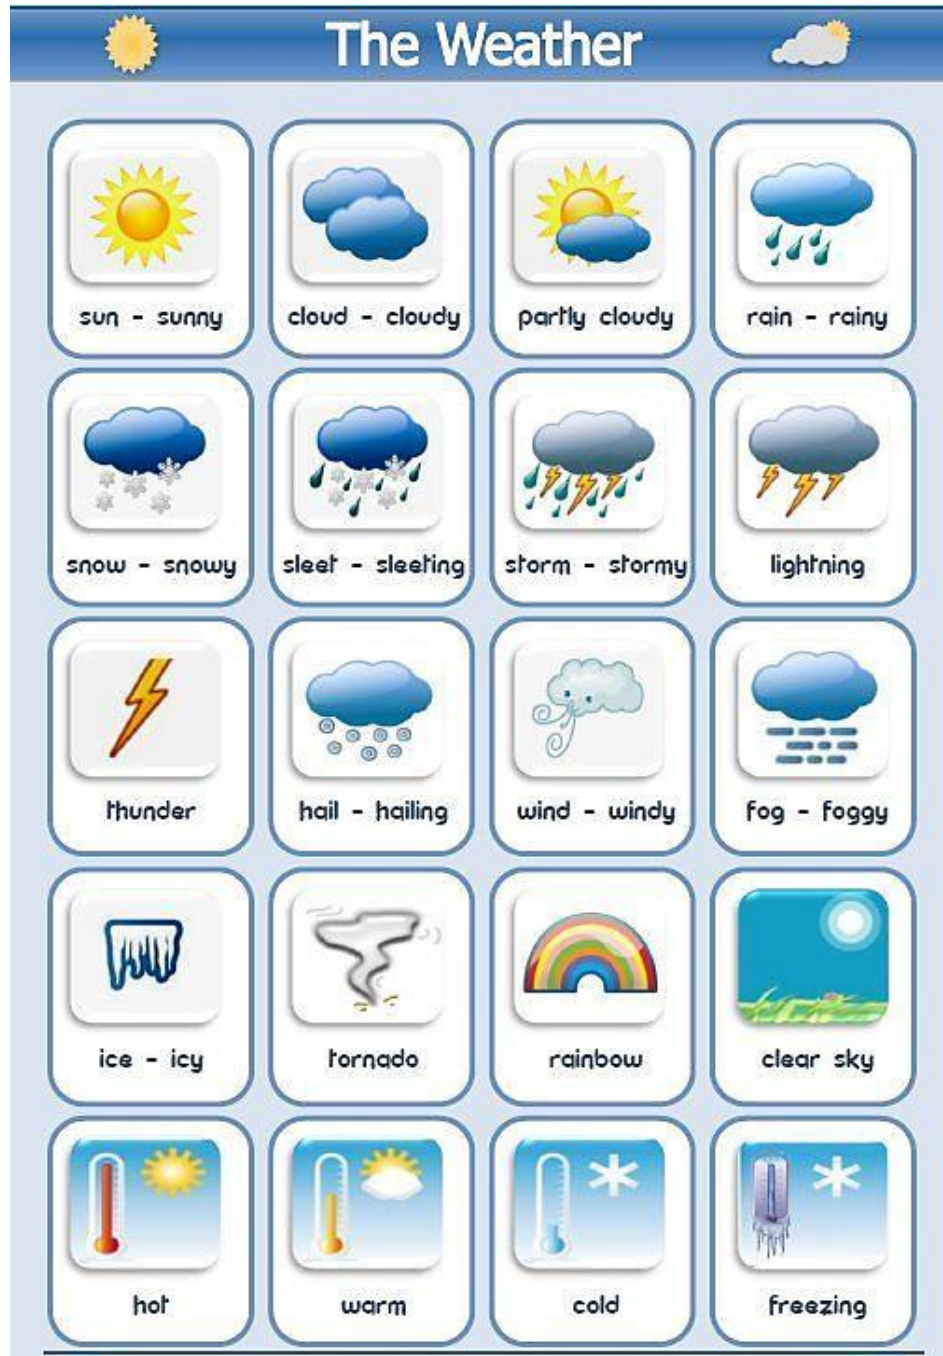 The Weather
sun - sunny
cloud - cloudy
partly cloudy
rain - rainy
snow - snowy
sleet - sleeting
storm - stormy
lightning
thunder
hail - hailing
wind - windy
fog - foggy
ice - icy
tornado
rainbow
clear sky
hot
warm
cold
freezing